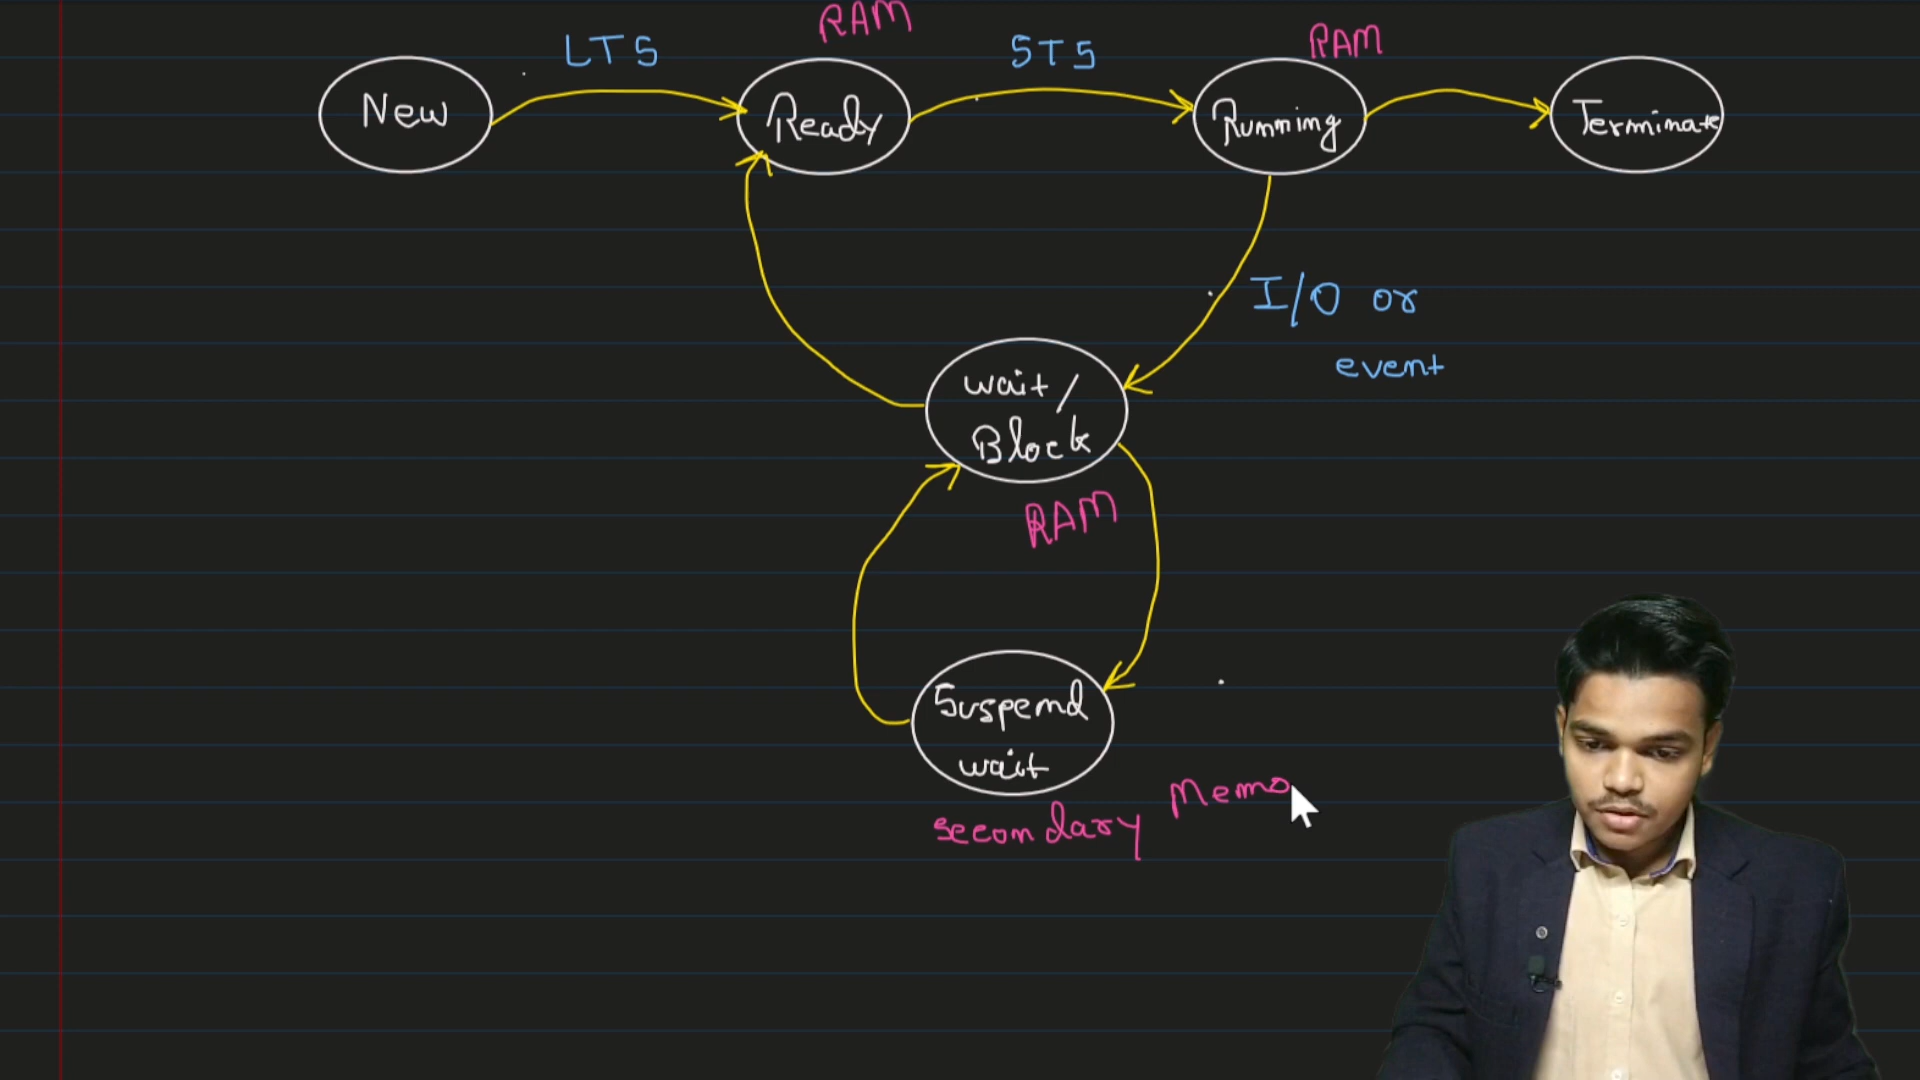 LTS
RAM
STS
RAM
New
Ready
Running
Terminate
I/O or
event
wait/
Block
RAM
Suspend
wait
secondary Memo